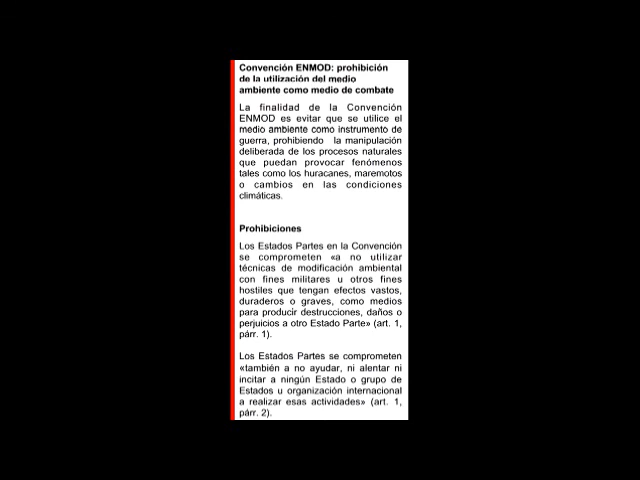 Convención ENMOD: prohibición
de la utilización del medio
ambiente como medio de combate
La finalidad de la Convención
ENMOD es evitar que se utilice el
medio ambiente como instrumento de
guerra, prohibiendo la manipulación
deliberada de los procesos naturales
que puedan provocar fenómenos
tales como los huracanes, maremotos
o cambios en las condiciones
climáticas.
Prohibiciones
Los Estados Partes en la Convención
se comprometen «a no utilizar
técnicas de modificación ambiental
con fines militares u otros fines
hostiles que tengan efectos vastos,
duraderos o graves, como medios
para producir destrucciones, daños o
perjuicios a otro Estado Parte» (art. 1,
párr. 1).
Los Estados Partes se comprometen
«también a no ayudar, ni alentar ni
incitar a ningún Estado o grupo de
Estados u organización internacional
a realizar esas actividades» (art. 1,
párr. 2).